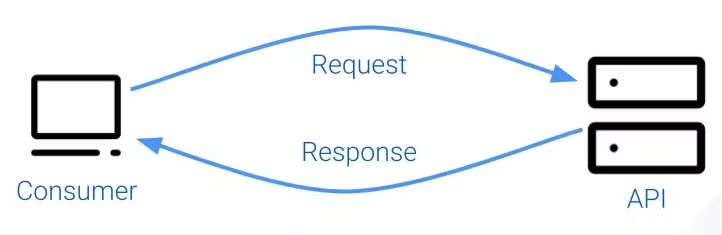 Request
Response
Consumer
API